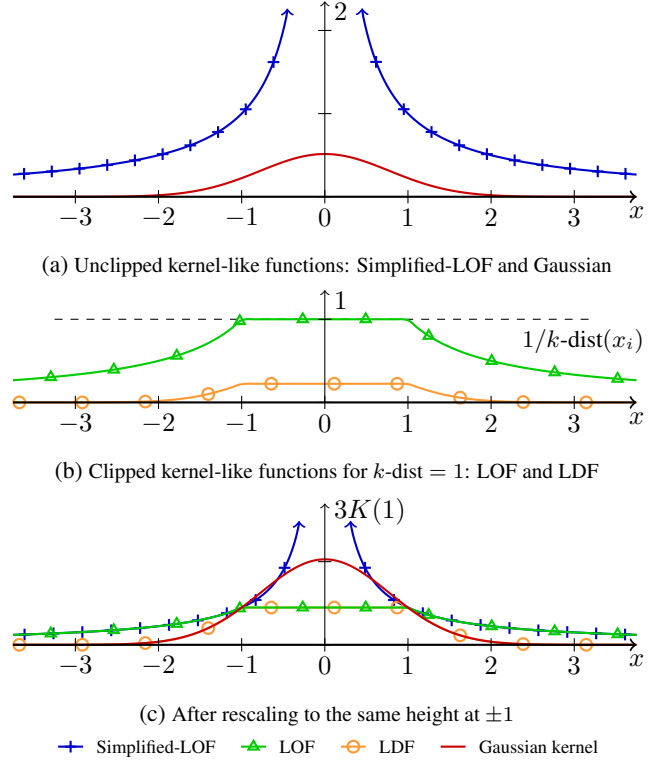 2
−3 −2 −1 0 1 2 3 x
(a) Unclipped kernel-like functions: Simplified-LOF and Gaussian
1
1/k-dist(x_i)
−3 −2 −1 0 1 2 3 x
(b) Clipped kernel-like functions for k-dist = 1: LOF and LDF
3K(1)
−3 −2 −1 0 1 2 3 x
(c) After rescaling to the same height at ±1
Simplified-LOF LOF LDF Gaussian kernel